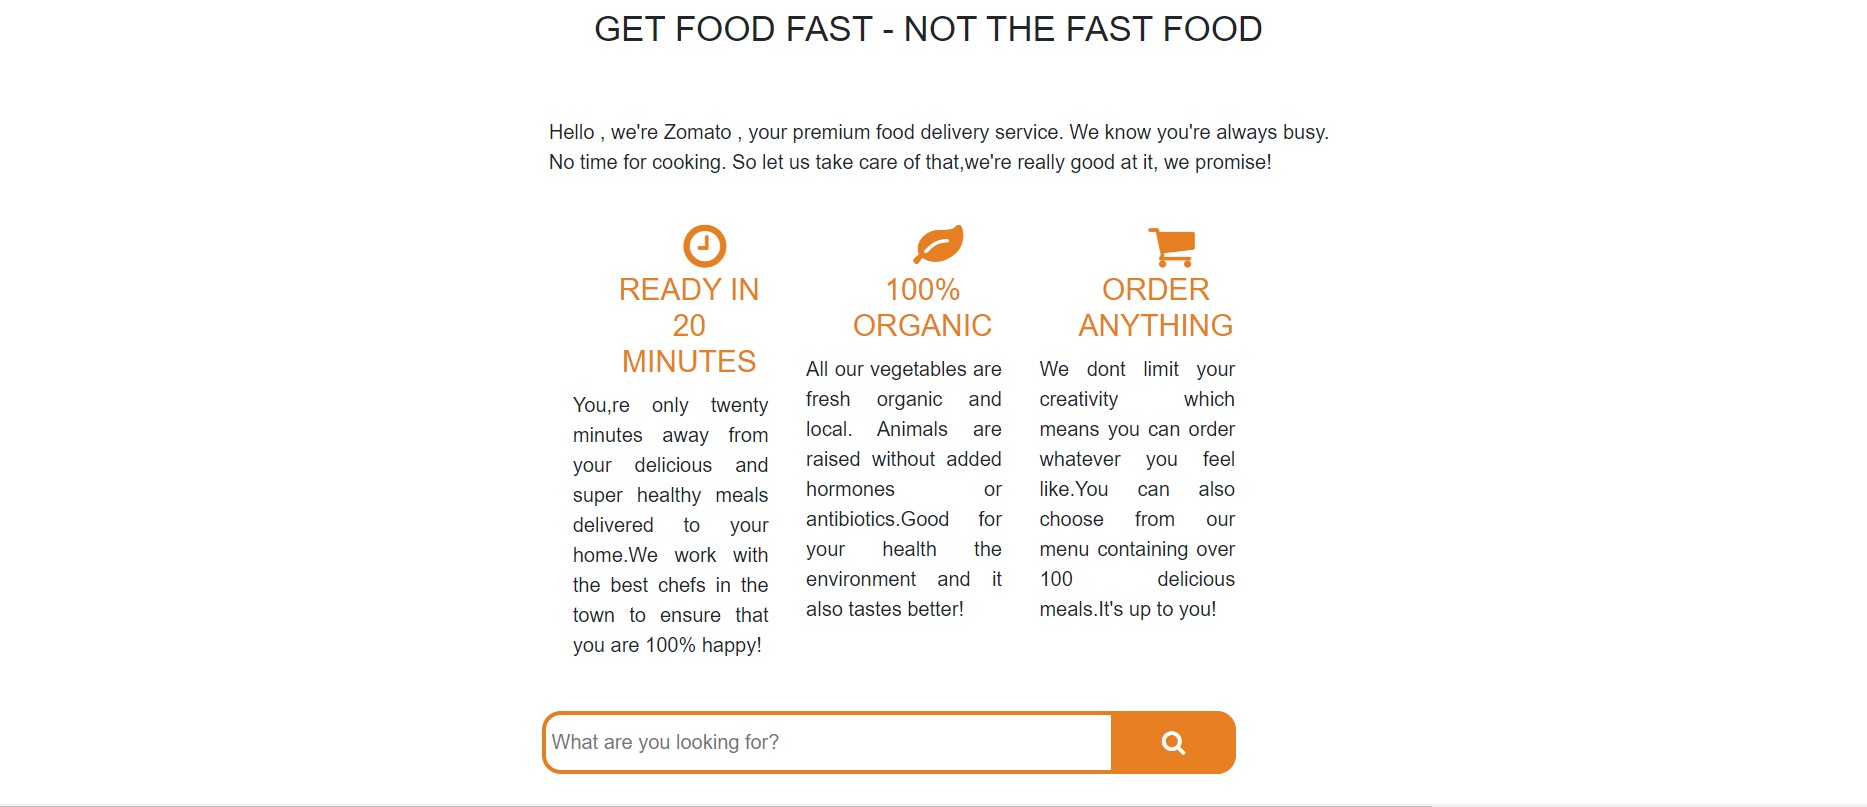 GET FOOD FAST - NOT THE FAST FOOD
Hello , we're Zomato , your premium food delivery service. We know you're always busy.
No time for cooking. So let us take care of that,we're really good at it, we promise!
READY IN
20
MINUTES
You,re only twenty
minutes away from
your delicious and
super healthy meals
delivered to your
home.We work with
the best chefs in the
town to ensure that
you are 100% happy!
100%
ORGANIC
All our vegetables are
fresh organic and
local. Animals are
raised without added
hormones or
antibiotics.Good for
your health the
environment and it
also tastes better!
ORDER
ANYTHING
We dont limit your
creativity which
means you can order
whatever you feel
like.You can also
choose from our
menu containing over
100 delicious
meals.It's up to you!
What are you looking for?